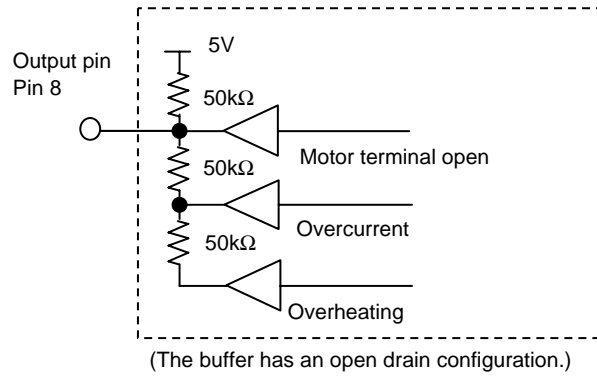 5V
Output pin
Pin 8
50kΩ
Motor terminal open
50kΩ
Overcurrent
50kΩ
Overheating
(The buffer has an open drain configuration.)